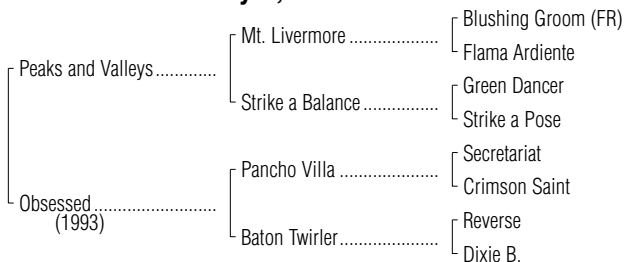 Blushing Groom (FR)
Mt. Livermore
Flama Ardiente
Peaks and Valleys
Green Dancer
Strike a Balance
Strike a Pose
Secretariat
Pancho Villa
Crimson Saint
Obsessed
(1993)
Reverse
Baton Twirler
Dixie B.